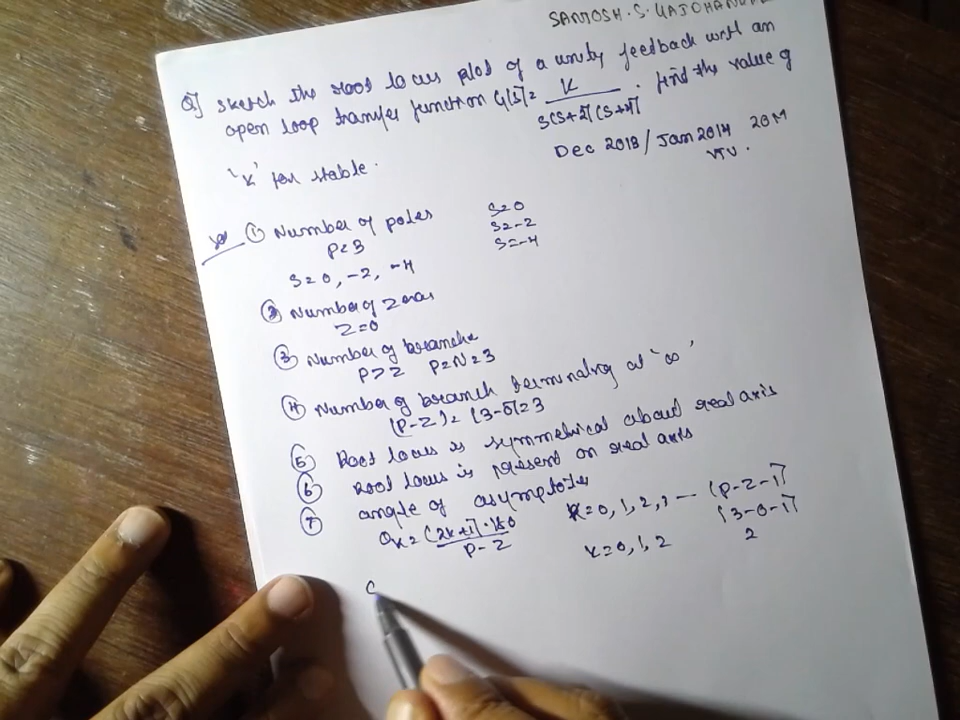 SANTOSH.S.
Q] Sketch the root locus plot of a unity feedback with an
open loop transfer function G(s)= K / s(s+2)(s+4) . find the value of
'K' for stable.
Dec 2013/Jan 2014 20M
VTU.
① Number of poles s=0
P=3 s=-2
s=0, -2, -4 s=-4
② Number of zeros
Z=0
③ Number of branche
P>Z P=N=3
④ Number of branch terminating at '∞'
(P-Z)= (3-0)=3
⑤ Root locus is symmetrical about real axis
⑥ Root locus is present on real axis
⑦ angle of asymptote
θK = (2K+1).180 / P-Z K=0, 1, 2, --- (P-Z-1)
(3-0-1)
K=0, 1, 2 2